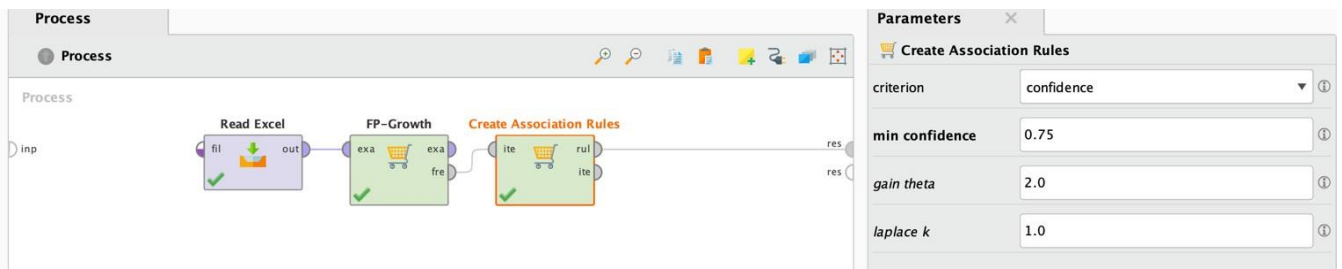 Process
Process
Process
inp
Read Excel
fil
out
FP-Growth
exa
exa
fre
Create Association Rules
ite
rul
ite
res
res
Parameters
Create Association Rules
criterion
confidence
min confidence
0.75
gain theta
2.0
laplace k
1.0